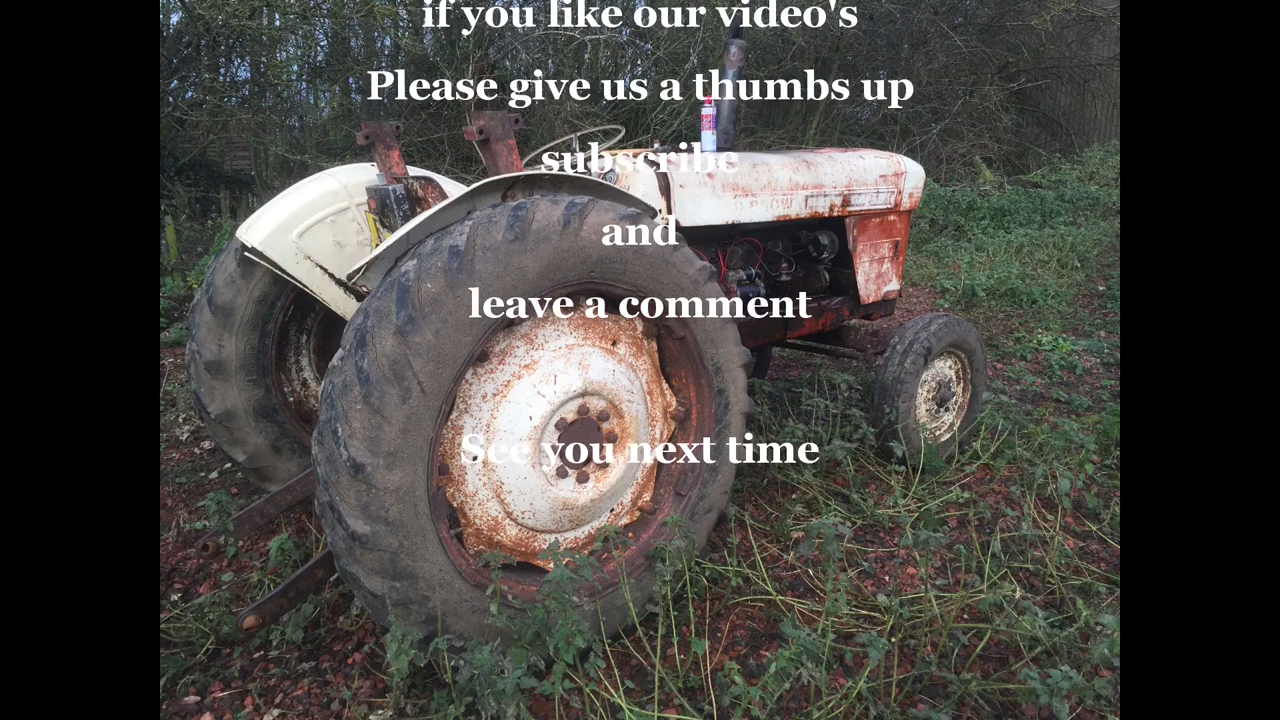 if you like our video's
Please give us a thumbs up
subscribe
and
leave a comment
See you next time